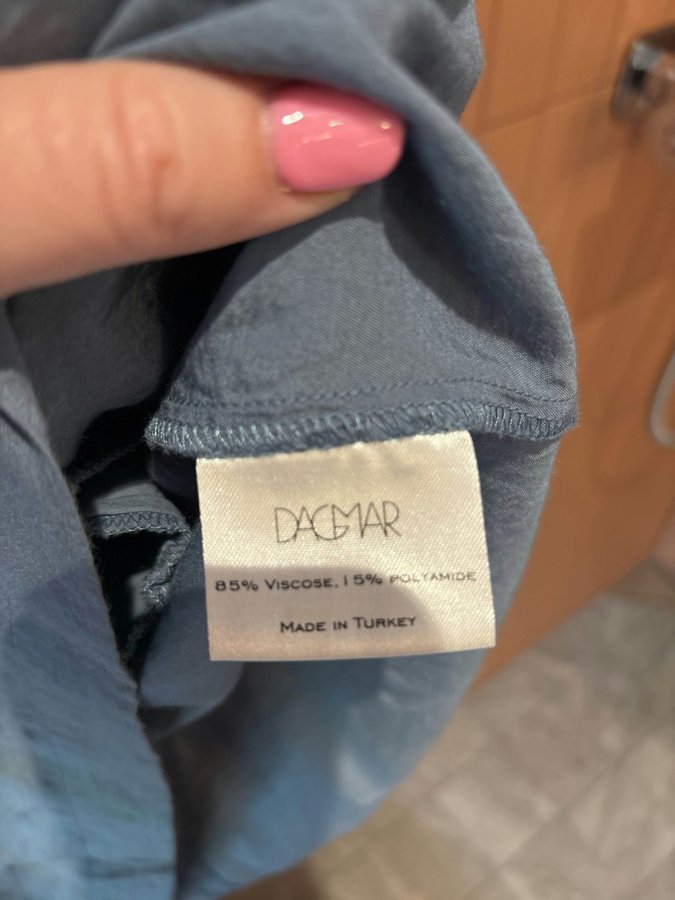 DAGMAR
85% VISCOSE, 15% POLYAMIDE
MADE IN TURKEY